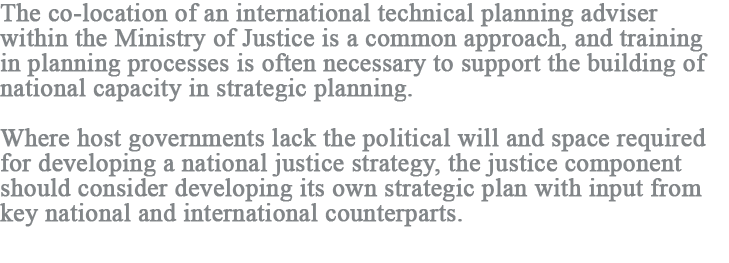 The co-location of an international technical planning adviser
within the Ministry of Justice is a common approach, and training
in planning processes is often necessary to support the building of
national capacity in strategic planning.
Where host governments lack the political will and space required
for developing a national justice strategy, the justice component
should consider developing its own strategic plan with input from
key national and international counterparts.